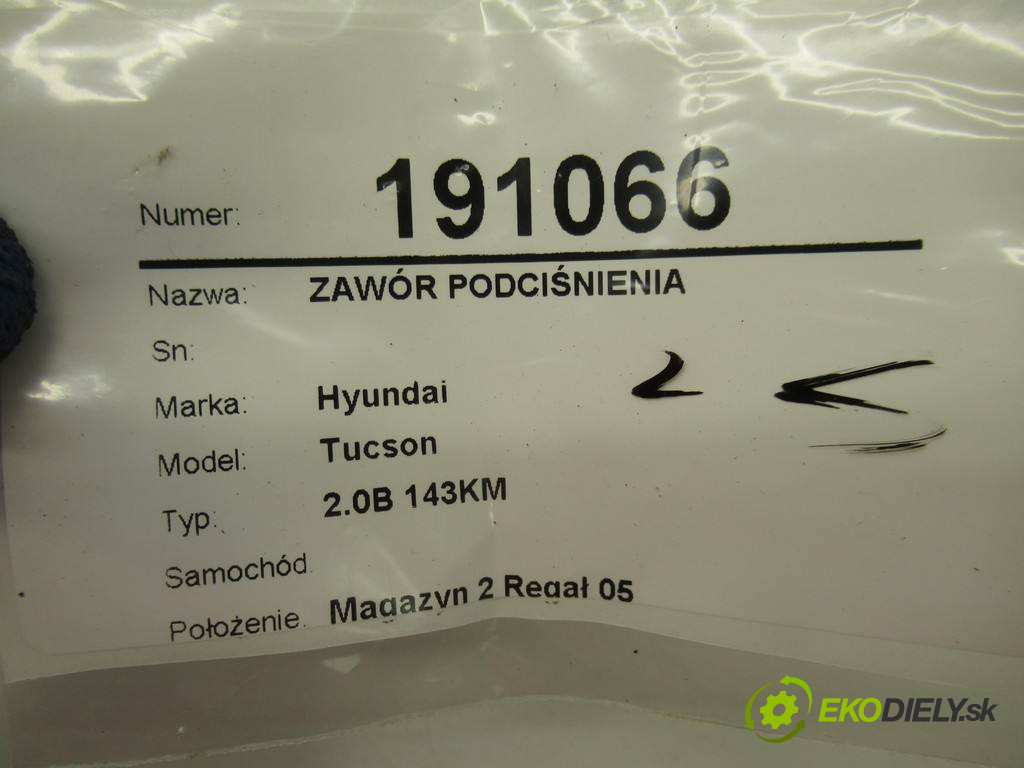 Numer: 191066
Nazwa: ZAWÓR PODCIŚNIENIA
Sn:
Marka: Hyundai
Model: Tucson
Typ: 2.0B 143KM
Samochód
Położenie. Magazyn 2 Regał 05
EKODIELY.sk